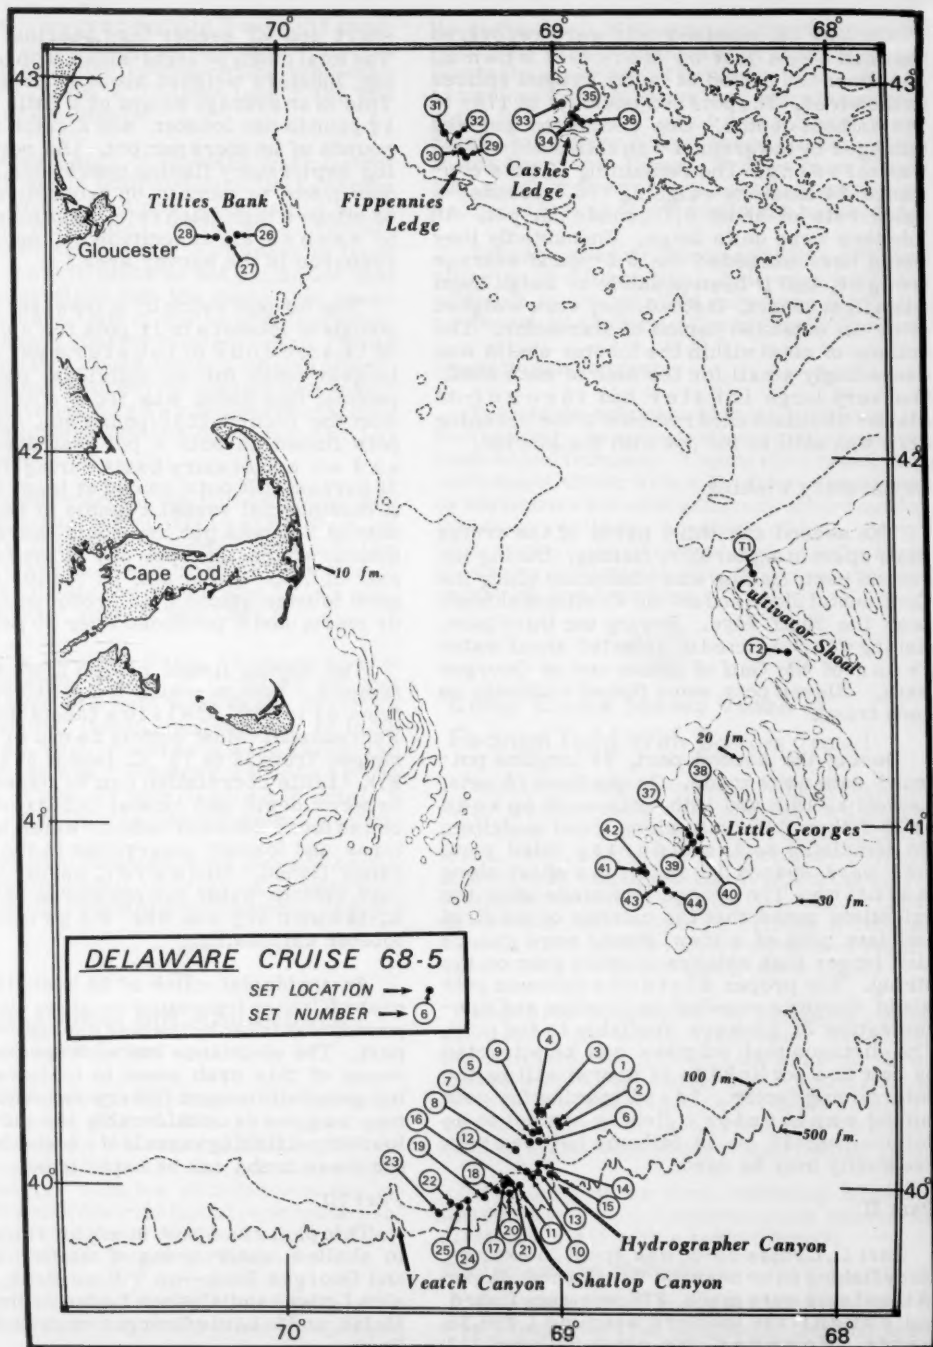 70° 69° 68
43 43
31 32 33 35
30 29 34 36
Cashes
Ledge
Fippennies
Ledge
Tillies Bank
28 26
Gloucester
27
42 42
T1
Cape Cod
10 fm.
Cultivator Shoal
T2
20 fm.
38
37
42
41 Little Georges 41
41
39 40
43 44
30 fm.
DELAWARE CRUISE 68-5
SET LOCATION
SET NUMBER 6
4
9 3
5 1
7 2
8 6
100 fm.
16
12
500 fm.
19
23 18 14
40 22 40
15
20 13
25 24 17 21 11 10
Hydrographer Canyon
Veatch Canyon Shallop Canyon
70 69 68